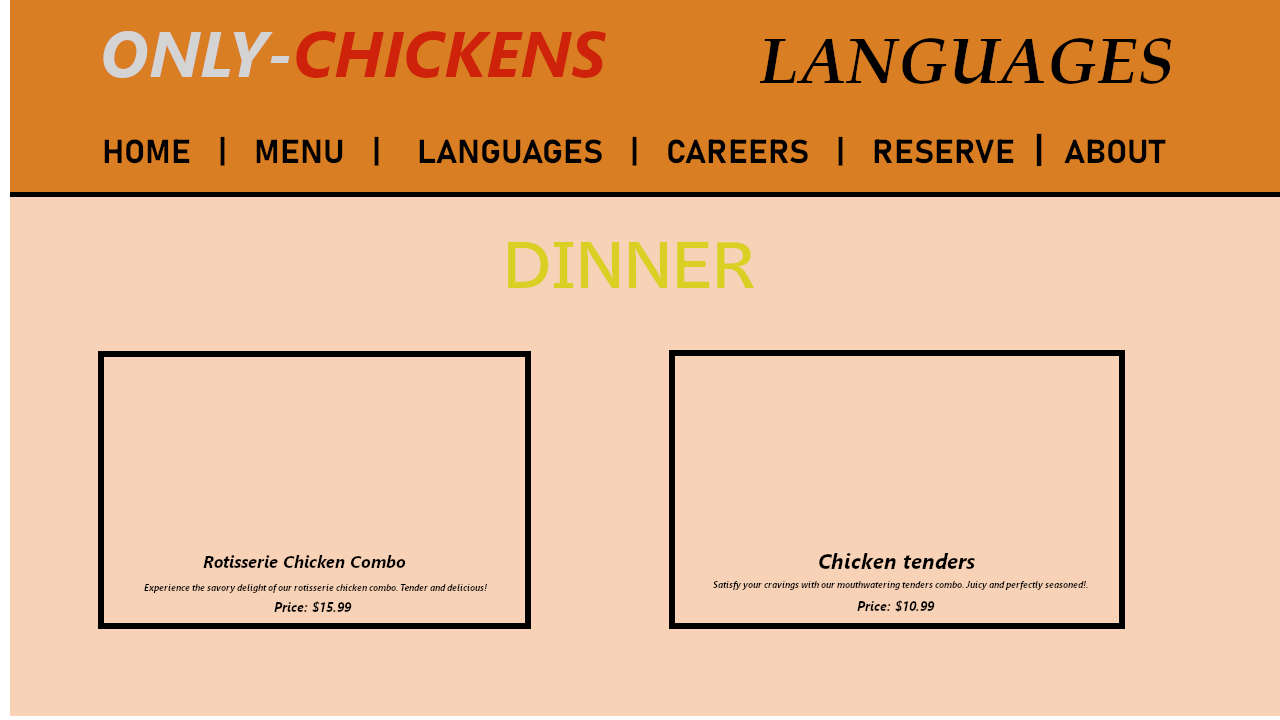 ONLY-CHICKENS
LANGUAGES
HOME | MENU | LANGUAGES | CAREERS | RESERVE | ABOUT
DINNER
Rotisserie Chicken Combo
Experience the savory delight of our rotisserie chicken combo. Tender and delicious!
Price: $15.99
Chicken tenders
Satisfy your cravings with our mouthwatering tenders combo. Juicy and perfectly seasoned!.
Price: $10.99